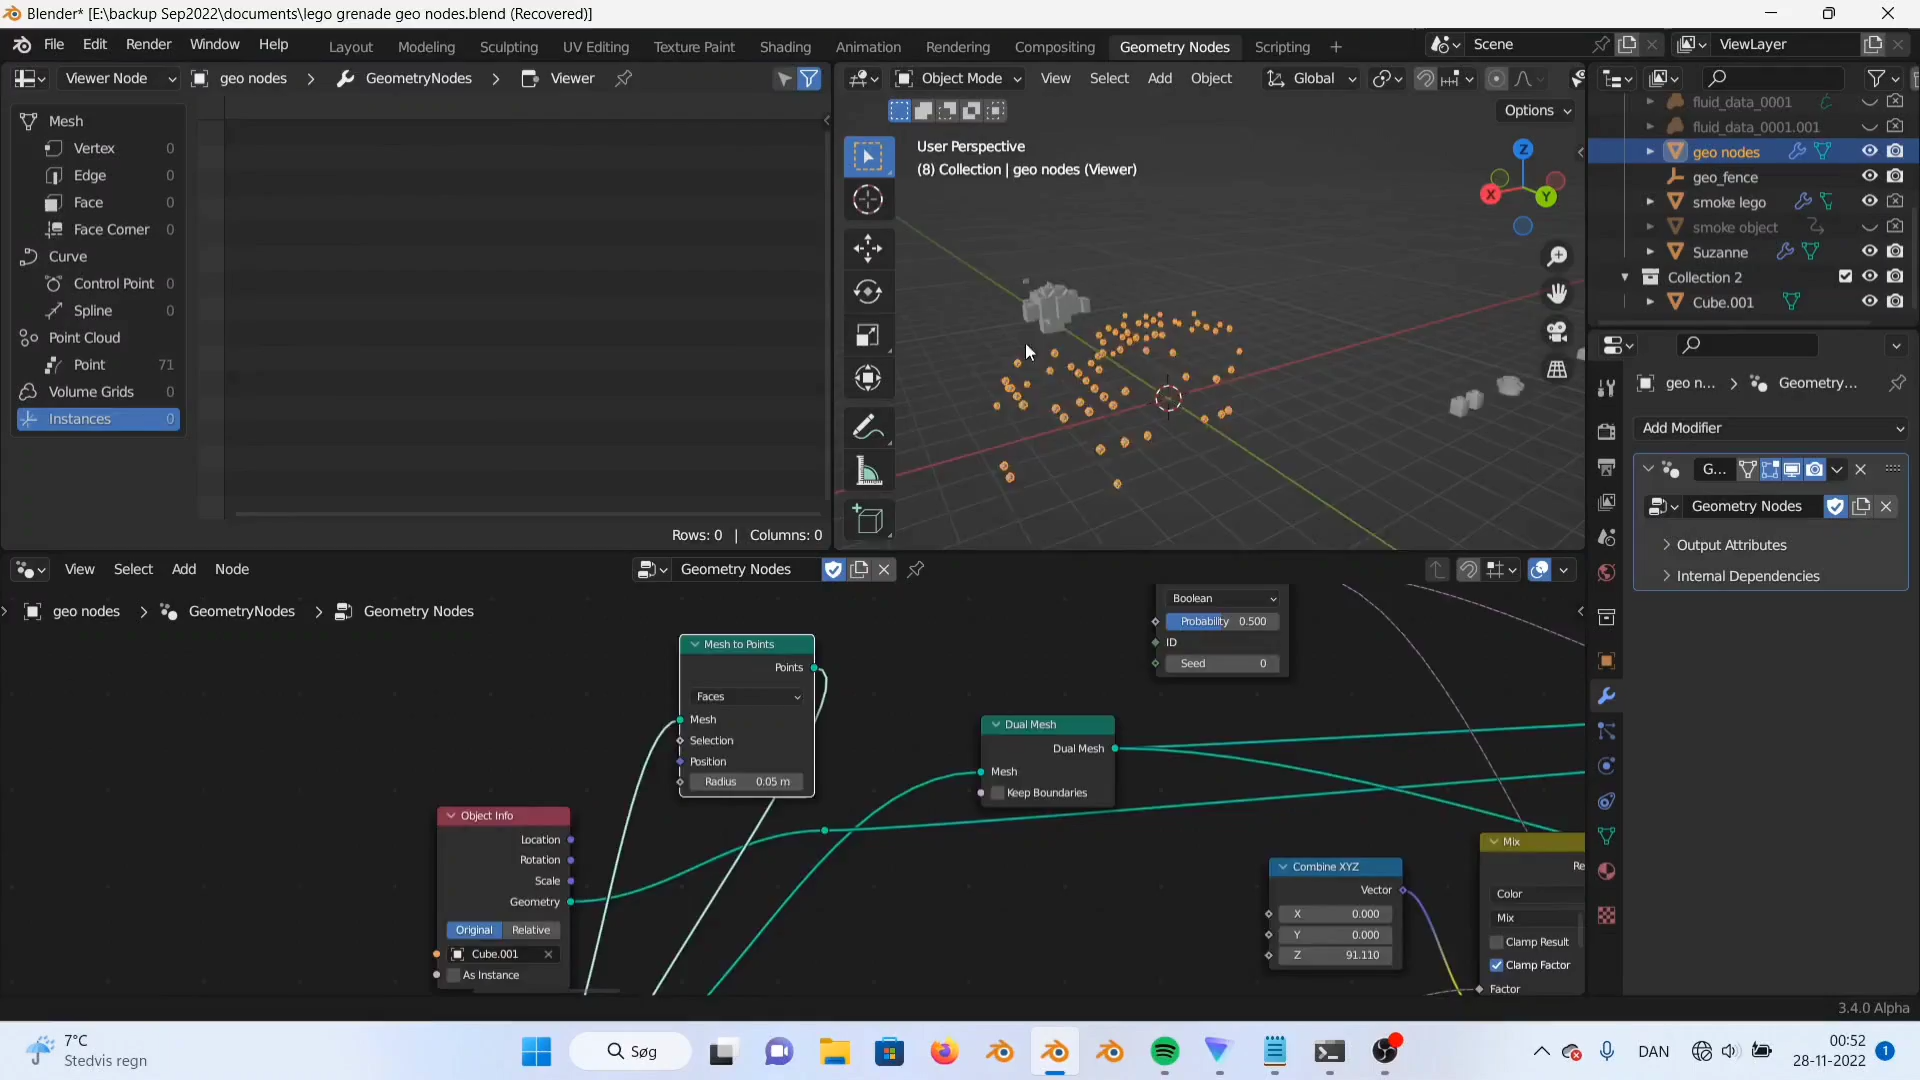 Blender* [E:\backup Sep2022\documents\lego grenade geo nodes.blend (Recovered)]
File Edit Render Window Help
Layout Modeling Sculpting UV Editing Texture Paint Shading Animation Rendering Compositing Geometry Nodes Scripting +
Scene
ViewLayer
Viewer Node
geo nodes > GeometryNodes > Viewer
Object Mode View Select Add Object
Global
Options
Mesh
Vertex 0
Edge 0
Face 0
Face Corner 0
Curve
Control Point 0
Spline 0
Point Cloud
Point 71
Volume Grids 0
Instances 0
Rows: 0 | Columns: 0
User Perspective
(8) Collection | geo nodes (Viewer)
Z
X
Y
fluid_data_0001
fluid_data_0001.001
geo nodes
geo_fence
smoke lego
smoke object
Suzanne
Collection 2
Cube.001
geo n... > Geometry...
Add Modifier
G...
Geometry Nodes
Output Attributes
Internal Dependencies
View Select Add Node
Geometry Nodes
geo nodes > GeometryNodes > Geometry Nodes
Mesh to Points
Points
Faces
Mesh
Selection
Position
Radius 0.05 m
Object Info
Location
Rotation
Scale
Geometry
Original Relative
Cube.001
As Instance
Dual Mesh
Dual Mesh
Mesh
Keep Boundaries
Boolean
Probability 0.500
ID
Seed 0
Combine XYZ
Vector
X 0.000
Y 0.000
Z 91.110
Mix
Re
Color
Mix
Clamp Result
Clamp Factor
Factor
3.4.0 Alpha
7°C
Stedvis regn
Søg
DAN
00:52
28-11-2022
1